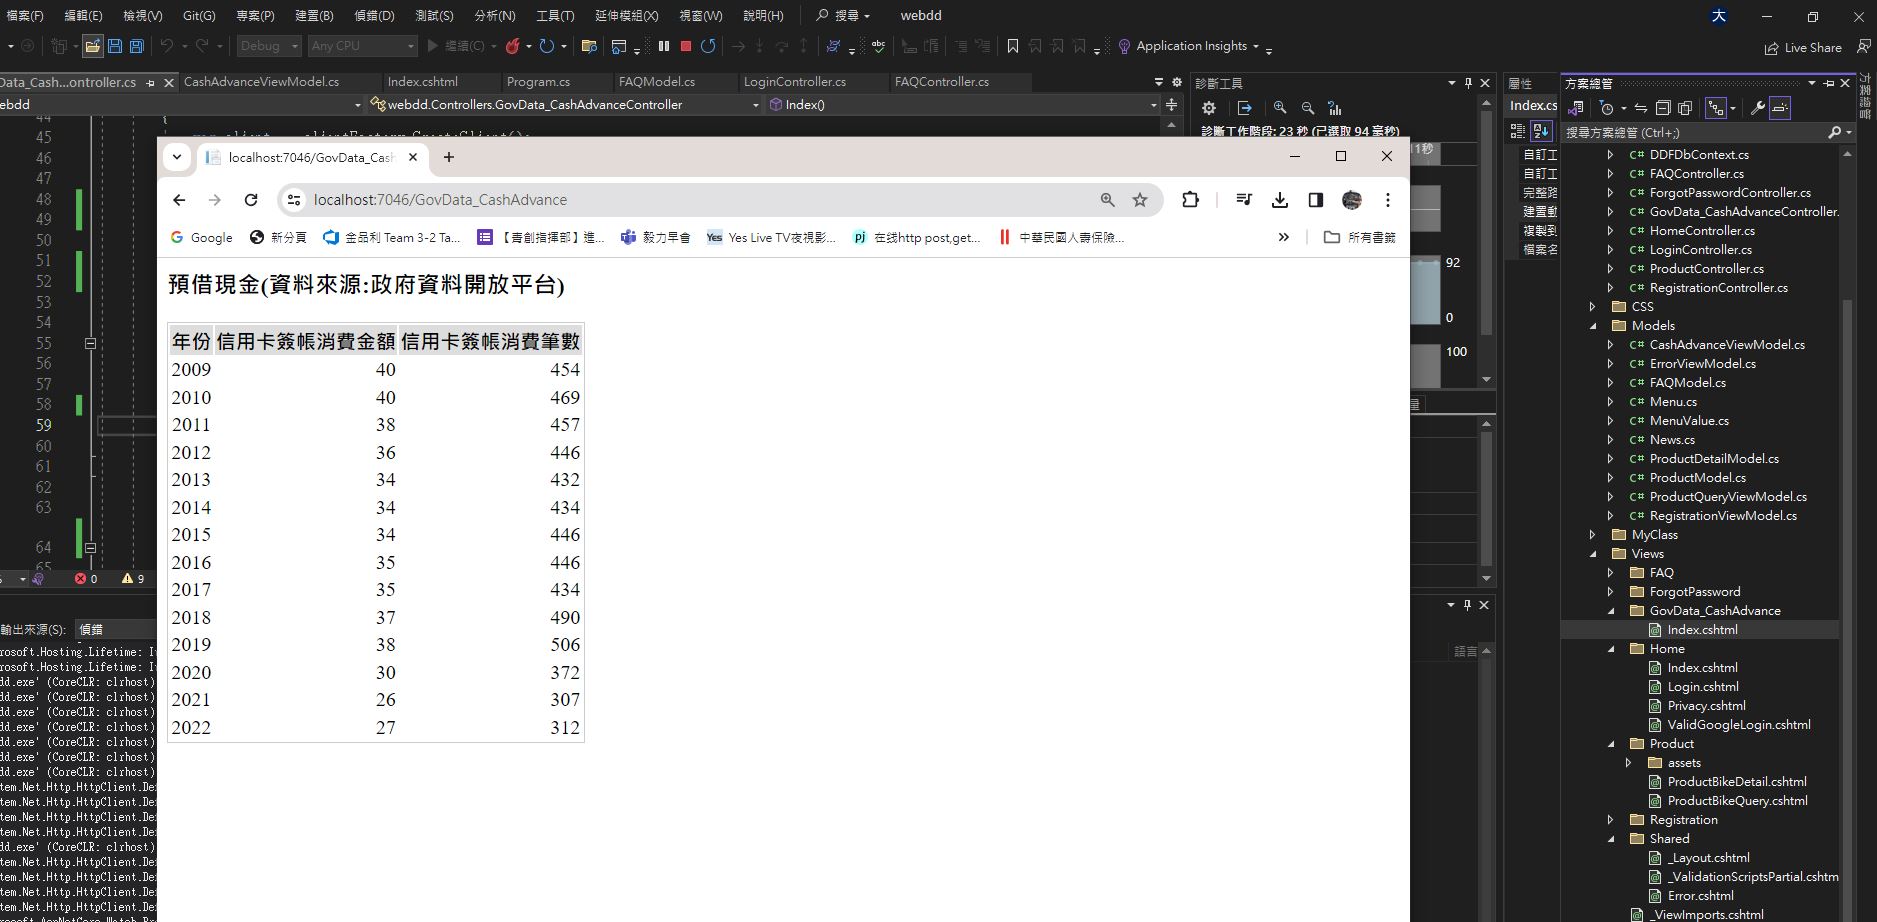 檔案(F) 編輯(E) 檢視(V) Git(G) 專案(P) 建置(B) 偵錯(D) 測試(S) 分析(N) 工具(T) 延伸模組(X) 視窗(W) 說明(H) 搜尋 webdd 大
Debug Any CPU 繼續(C) Application Insights Live Share
Data_Cash...ontroller.cs CashAdvanceViewModel.cs Index.cshtml Program.cs FAQModel.cs LoginController.cs FAQController.cs
ebdd webdd.Controllers.GovData_CashAdvanceController Index()
44
45
46
47
48
49
50
51
52
53
54
55
56
57
58
59
60
61
62
63
64
65
0 9
輸出來源(S): 偵錯
rosoft.Hosting.Lifetime: I
rosoft.Hosting.Lifetime: I
dd.exe' (CoreCLR: clrhost)
dd.exe' (CoreCLR: clrhost)
dd.exe' (CoreCLR: clrhost)
dd.exe' (CoreCLR: clrhost)
dd.exe' (CoreCLR: clrhost)
dd.exe' (CoreCLR: clrhost)
dd.exe' (CoreCLR: clrhost)
tem.Net.Http.HttpClient.De
tem.Net.Http.HttpClient.De
tem.Net.Http.HttpClient.De
tem.Net.Http.HttpClient.De
dd.exe' (CoreCLR: clrhost)
tem.Net.Http.HttpClient.De
tem.Net.Http.HttpClient.De
tem.Net.Http.HttpClient.De
tem.Net.Http.HttpClient.De
localhost:7046/GovData_Cash
localhost:7046/GovData_CashAdvance
Google 新分頁 金品利 Team 3-2 Ta... 【青創指揮部】進... 毅力早會 Yes Live TV夜視影... 在线http post,get... 中華民國人壽保險... 所有書籤
預借現金(資料來源:政府資料開放平台)
年份 信用卡簽帳消費金額 信用卡簽帳消費筆數
2009 40 454
2010 40 469
2011 38 457
2012 36 446
2013 34 432
2014 34 434
2015 34 446
2016 35 446
2017 35 434
2018 37 490
2019 38 506
2020 30 372
2021 26 307
2022 27 312
診斷工具
診斷工作階段: 23 秒 (已選取 94 毫秒)
11秒
92
0
100
量
語言
屬性
Index.cs
自訂工
自訂工
完整路
建置動
複製到
檔案名
方案總管
搜尋方案總管 (Ctrl+;)
C# DDFDbContext.cs
C# FAQController.cs
C# ForgotPasswordController.cs
C# GovData_CashAdvanceController.
C# HomeController.cs
C# LoginController.cs
C# ProductController.cs
C# RegistrationController.cs
CSS
Models
C# CashAdvanceViewModel.cs
C# ErrorViewModel.cs
C# FAQModel.cs
C# Menu.cs
C# MenuValue.cs
C# News.cs
C# ProductDetailModel.cs
C# ProductModel.cs
C# ProductQueryViewModel.cs
C# RegistrationViewModel.cs
MyClass
Views
FAQ
ForgotPassword
GovData_CashAdvance
Index.cshtml
Home
Index.cshtml
Login.cshtml
Privacy.cshtml
ValidGoogleLogin.cshtml
Product
assets
ProductBikeDetail.cshtml
ProductBikeQuery.cshtml
Registration
Shared
_Layout.cshtml
_ValidationScriptsPartial.cshtm
Error.cshtml
_ViewImports.cshtml
方案總管